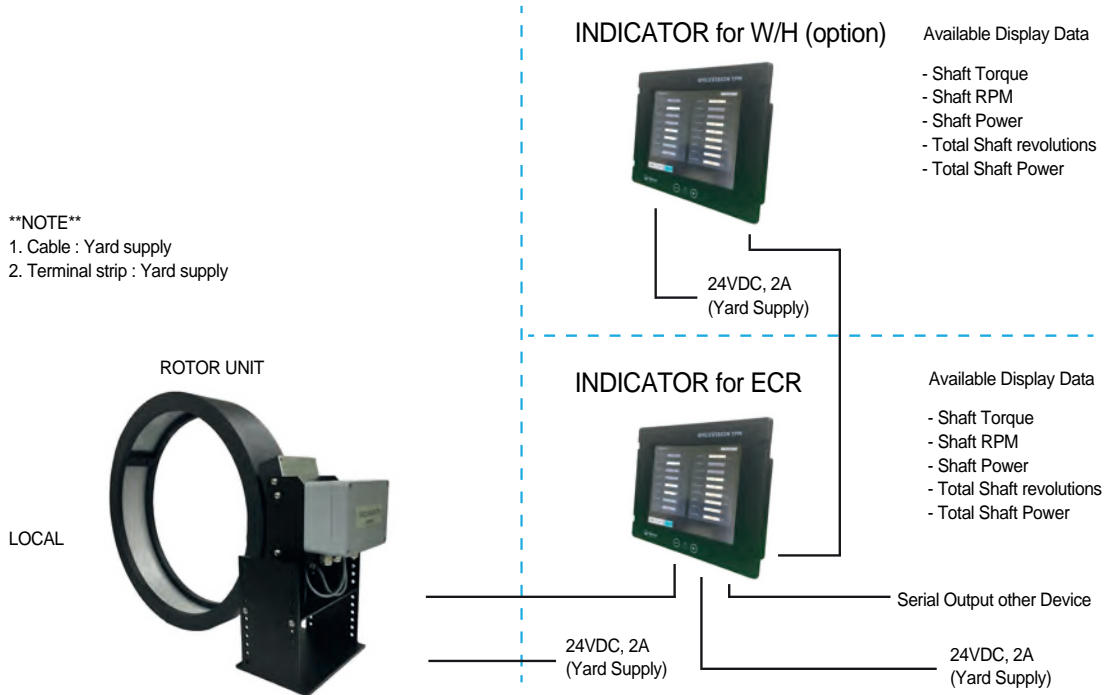 INDICATOR for W/H (option)
Available Display Data
- Shaft Torque
- Shaft RPM
- Shaft Power
- Total Shaft revolutions
- Total Shaft Power
24VDC, 2A
(Yard Supply)
**NOTE**
1. Cable : Yard supply
2. Terminal strip : Yard supply
ROTOR UNIT
LOCAL
24VDC, 2A
(Yard Supply)
INDICATOR for ECR
Available Display Data
- Shaft Torque
- Shaft RPM
- Shaft Power
- Total Shaft revolutions
- Total Shaft Power
Serial Output other Device
24VDC, 2A
(Yard Supply)